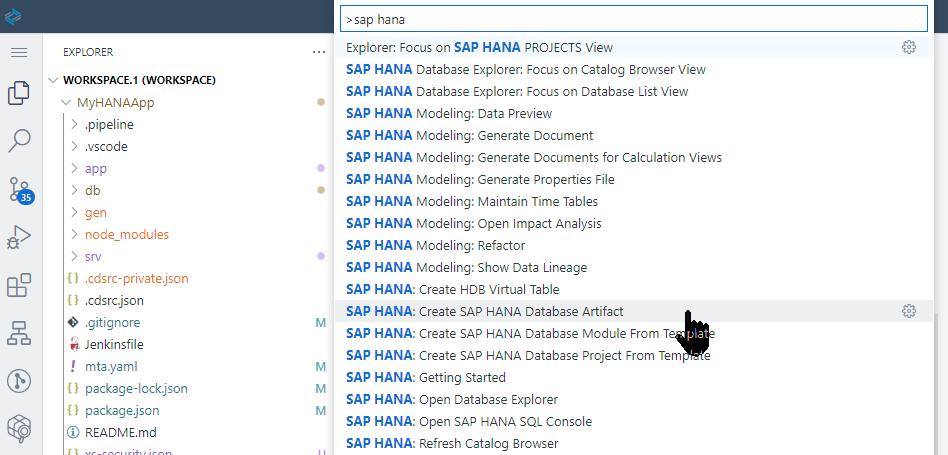 >sap hana
EXPLORER
...
WORKSPACE.1 (WORKSPACE)
MyHANAApp
.pipeline
.vscode
app
db
gen
node_modules
srv
{} .cdsrc-private.json
{} .cdsrc.json
.gitignore M
Jenkinsfile
! mta.yaml M
{} package-lock.json M
{} package.json M
README.md
{} xs-security.json U
35
Explorer: Focus on SAP HANA PROJECTS View
SAP HANA Database Explorer: Focus on Catalog Browser View
SAP HANA Database Explorer: Focus on Database List View
SAP HANA Modeling: Data Preview
SAP HANA Modeling: Generate Document
SAP HANA Modeling: Generate Documents for Calculation Views
SAP HANA Modeling: Generate Properties File
SAP HANA Modeling: Maintain Time Tables
SAP HANA Modeling: Open Impact Analysis
SAP HANA Modeling: Refactor
SAP HANA Modeling: Show Data Lineage
SAP HANA: Create HDB Virtual Table
SAP HANA: Create SAP HANA Database Artifact
SAP HANA: Create SAP HANA Database Module From Template
SAP HANA: Create SAP HANA Database Project From Template
SAP HANA: Getting Started
SAP HANA: Open Database Explorer
SAP HANA: Open SAP HANA SQL Console
SAP HANA: Refresh Catalog Browser